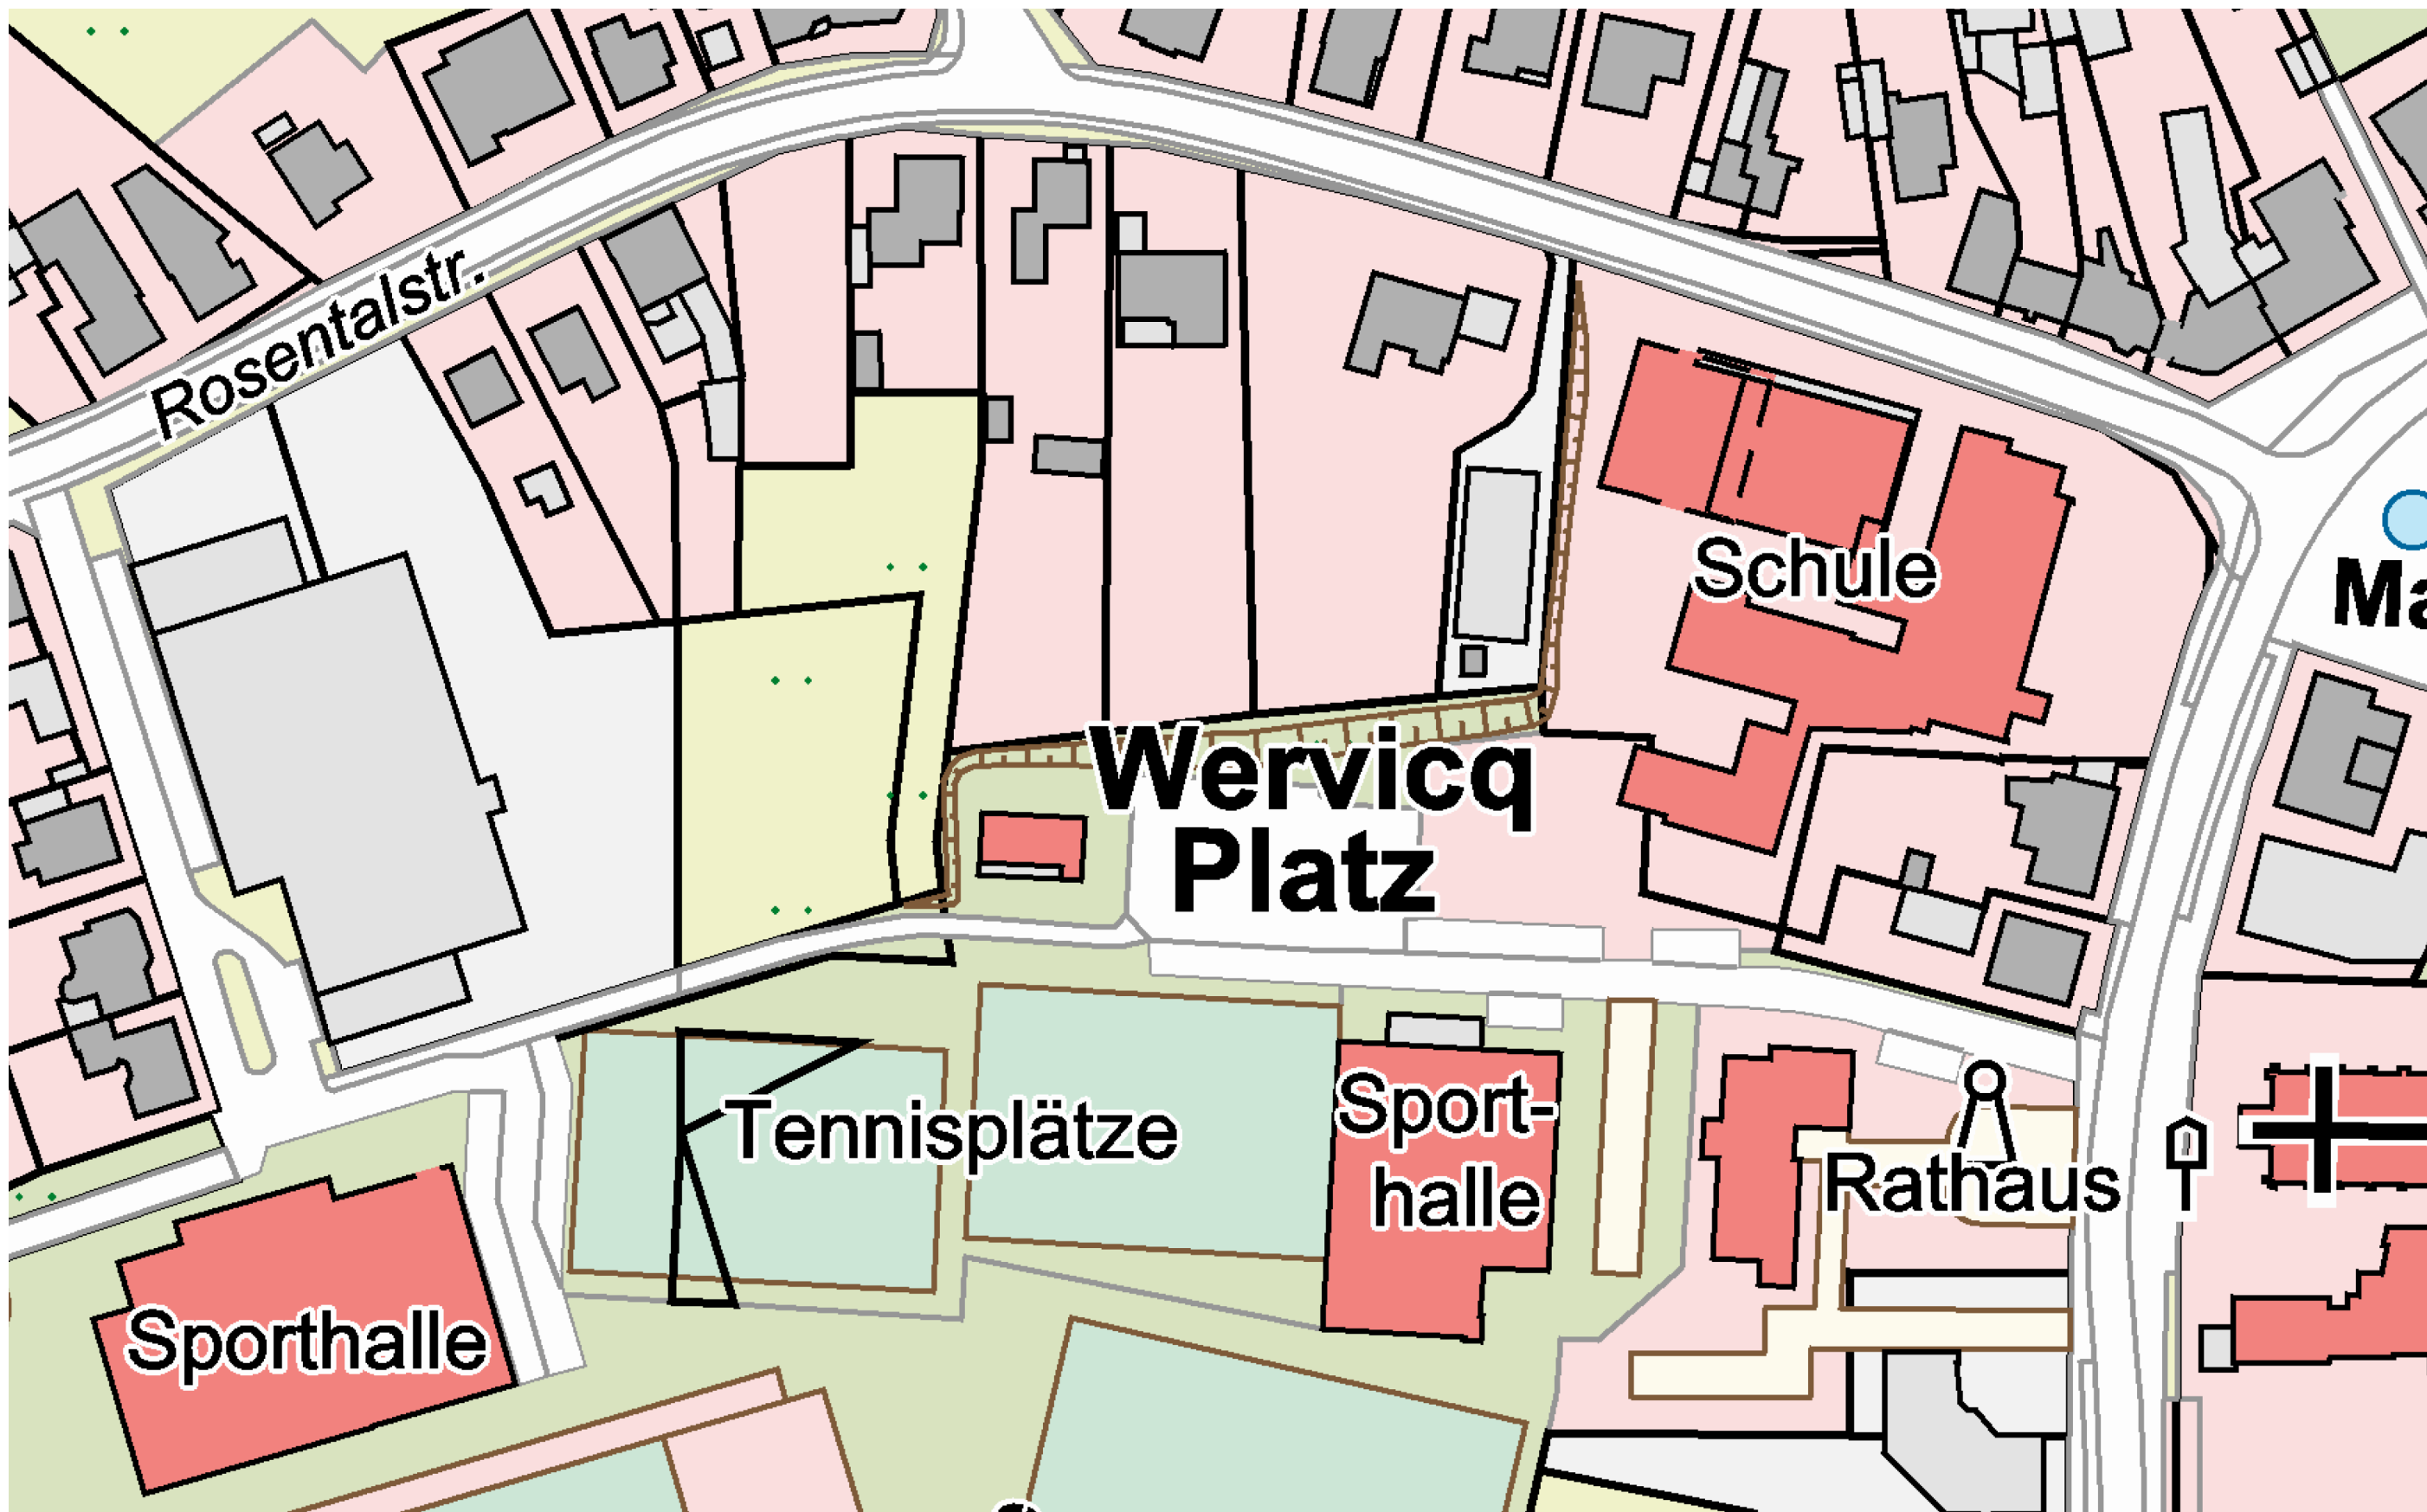 Rosentalstr.
Schule
Ma
Wervicq
Platz
Tennisplätze
Sport-
halle
Rathaus
Sporthalle